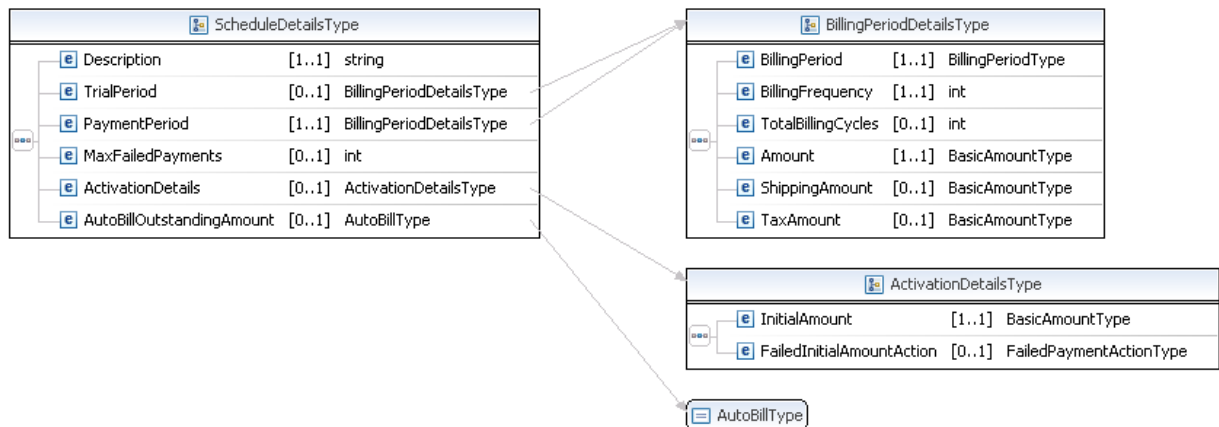 ScheduleDetailsType
e Description [1..1] string
e TrialPeriod [0..1] BillingPeriodDetailsType
e PaymentPeriod [1..1] BillingPeriodDetailsType
e MaxFailedPayments [0..1] int
e ActivationDetails [0..1] ActivationDetailsType
e AutoBillOutstandingAmount [0..1] AutoBillType
BillingPeriodDetailsType
e BillingPeriod [1..1] BillingPeriodType
e BillingFrequency [1..1] int
e TotalBillingCycles [0..1] int
e Amount [1..1] BasicAmountType
e ShippingAmount [0..1] BasicAmountType
e TaxAmount [0..1] BasicAmountType
ActivationDetailsType
e InitialAmount [1..1] BasicAmountType
e FailedInitialAmountAction [0..1] FailedPaymentActionType
AutoBillType